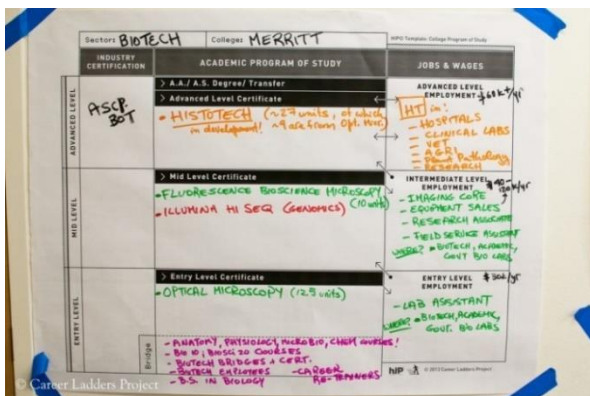 Sector: BIOTECH College: MERRITT
HIPO Template: College Program of Study
INDUSTRY
CERTIFICATION
ACADEMIC PROGRAM OF STUDY
JOBS & WAGES
ADVANCED LEVEL
ASCP
BOT
> A.A./ A.S. Degree/ Transfer
> Advanced Level Certificate
• HISTOTECH (~27 units, of which
in development! ~9 are from Opt. Micr.)
ADVANCED LEVEL
EMPLOYMENT $60k+/yr
HT in:
- HOSPITALS
- CLINICAL LABS
- VET
- AGRI
- Plant Pathology
- RESEARCH
MID LEVEL
> Mid Level Certificate
• FLUORESCENCE BIOSCIENCE MICROSCOPY
(10 units)
• ILLUMINA HI SEQ (GENOMICS)
INTERMEDIATE LEVEL
EMPLOYMENT
- IMAGING CORE
- EQUIPMENT SALES
- RESEARCH ASSOCIATE
- FIELD SERVICE ASSISTANT
WHERE? • BIOTECH, ACADEMIC,
GOVT BIO LABS
ENTRY LEVEL
> Entry Level Certificate
• OPTICAL MICROSCOPY (12.5 units)
ENTRY LEVEL
EMPLOYMENT $30k/yr
- LAB ASSISTANT
WHERE? • BIOTECH, ACADEMIC,
GOVT. BIO LABS
Bridge
- ANATOMY, PHYSIOLOGY, MICROBIO, CHEM COURSES!
- BIO 10, BIOSCI 20 COURSES
- BIOTECH BRIDGES + CERT.
- BIOTECH EMPLOYEES - CAREER
- B.S. IN BIOLOGY RE-TRAINERS
hIP © 2012 Career Ladders Project
© Career Ladders Project